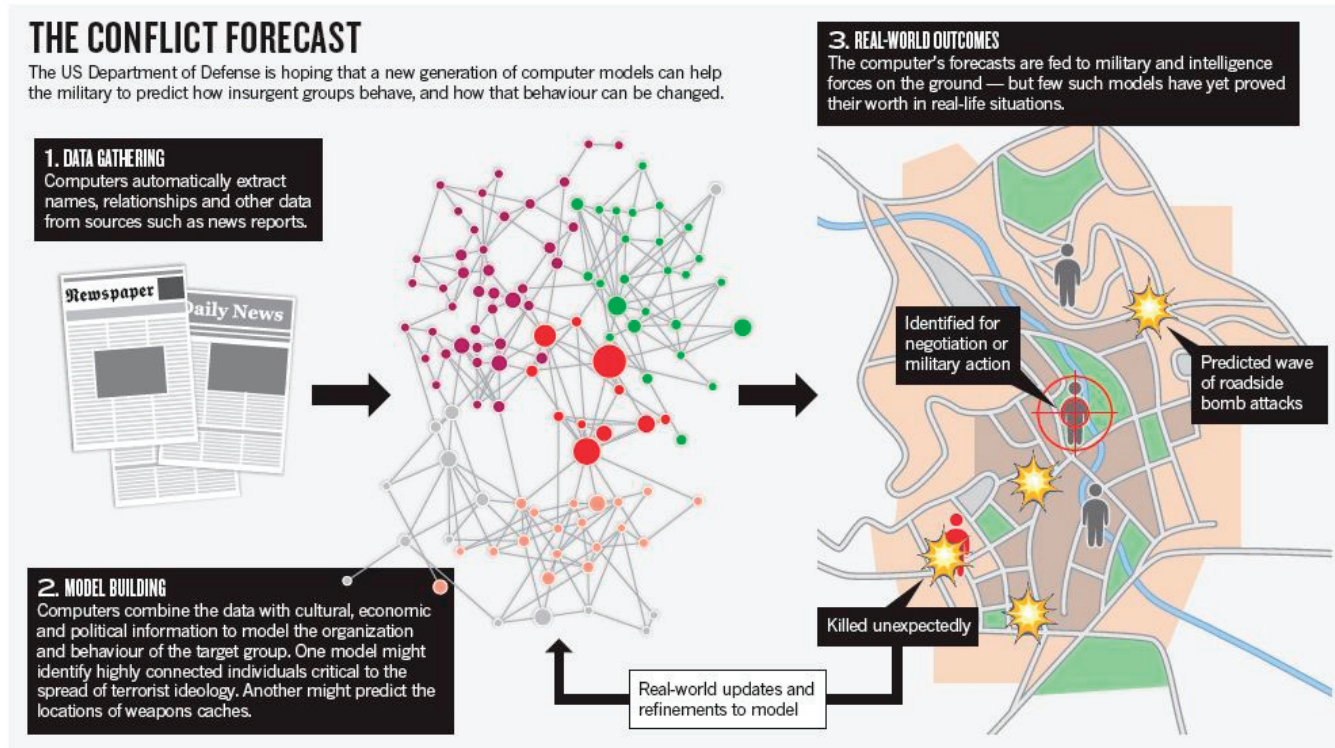 THE CONFLICT FORECAST
The US Department of Defense is hoping that a new generation of computer models can help
the military to predict how insurgent groups behave, and how that behaviour can be changed.
1. DATA GATHERING
Computers automatically extract
names, relationships and other data
from sources such as news reports.
Newspaper
Daily News
2. MODEL BUILDING
Computers combine the data with cultural, economic
and political information to model the organization
and behaviour of the target group. One model might
identify highly connected individuals critical to the
spread of terrorist ideology. Another might predict the
locations of weapons caches.
3. REAL-WORLD OUTCOMES
The computer's forecasts are fed to military and intelligence
forces on the ground — but few such models have yet proved
their worth in real-life situations.
Identified for
negotiation or
military action
Predicted wave
of roadside
bomb attacks
Killed unexpectedly
Real-world updates and
refinements to model